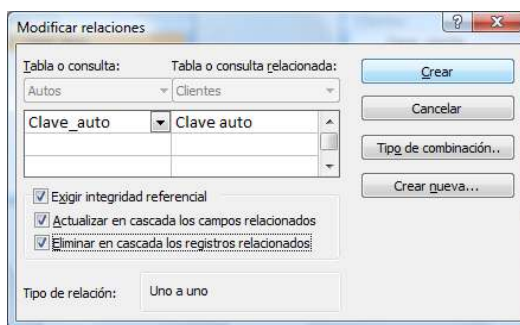 Modificar relaciones
Tabla o consulta: Tabla o consulta relacionada:
Autos Clientes
Clave_auto Clave auto
Exigir integridad referencial
Actualizar en cascada los campos relacionados
Eliminar en cascada los registros relacionados
Tipo de relación: Uno a uno
Crear
Cancelar
Tipo de combinación..
Crear nueva...